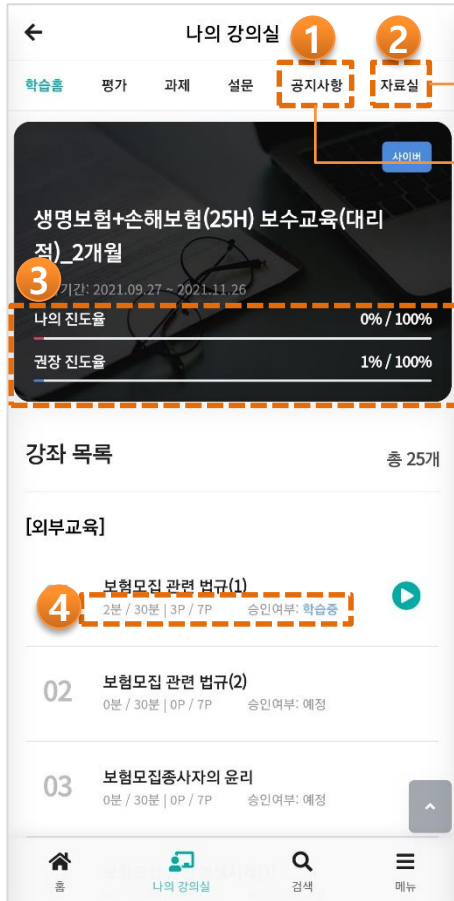 나의 강의실
1
2
학습홈 평가 과제 설문 공지사항 자료실
사이버
생명보험+손해보험(25H) 보수교육(대리
점)_2개월
3
기간: 2021.09.27 ~ 2021.11.26
나의 진도율 0% / 100%
권장 진도율 1% / 100%
강좌 목록 총 25개
[외부교육]
보험모집 관련 법규(1)
4
2분 / 30분 | 3P / 7P 승인여부: 학습중
02 보험모집 관련 법규(2)
0분 / 30분 | 0P / 7P 승인여부: 예정
03 보험모집종사자의 윤리
0분 / 30분 | 0P / 7P 승인여부: 예정
홈 나의 강의실 검색 메뉴